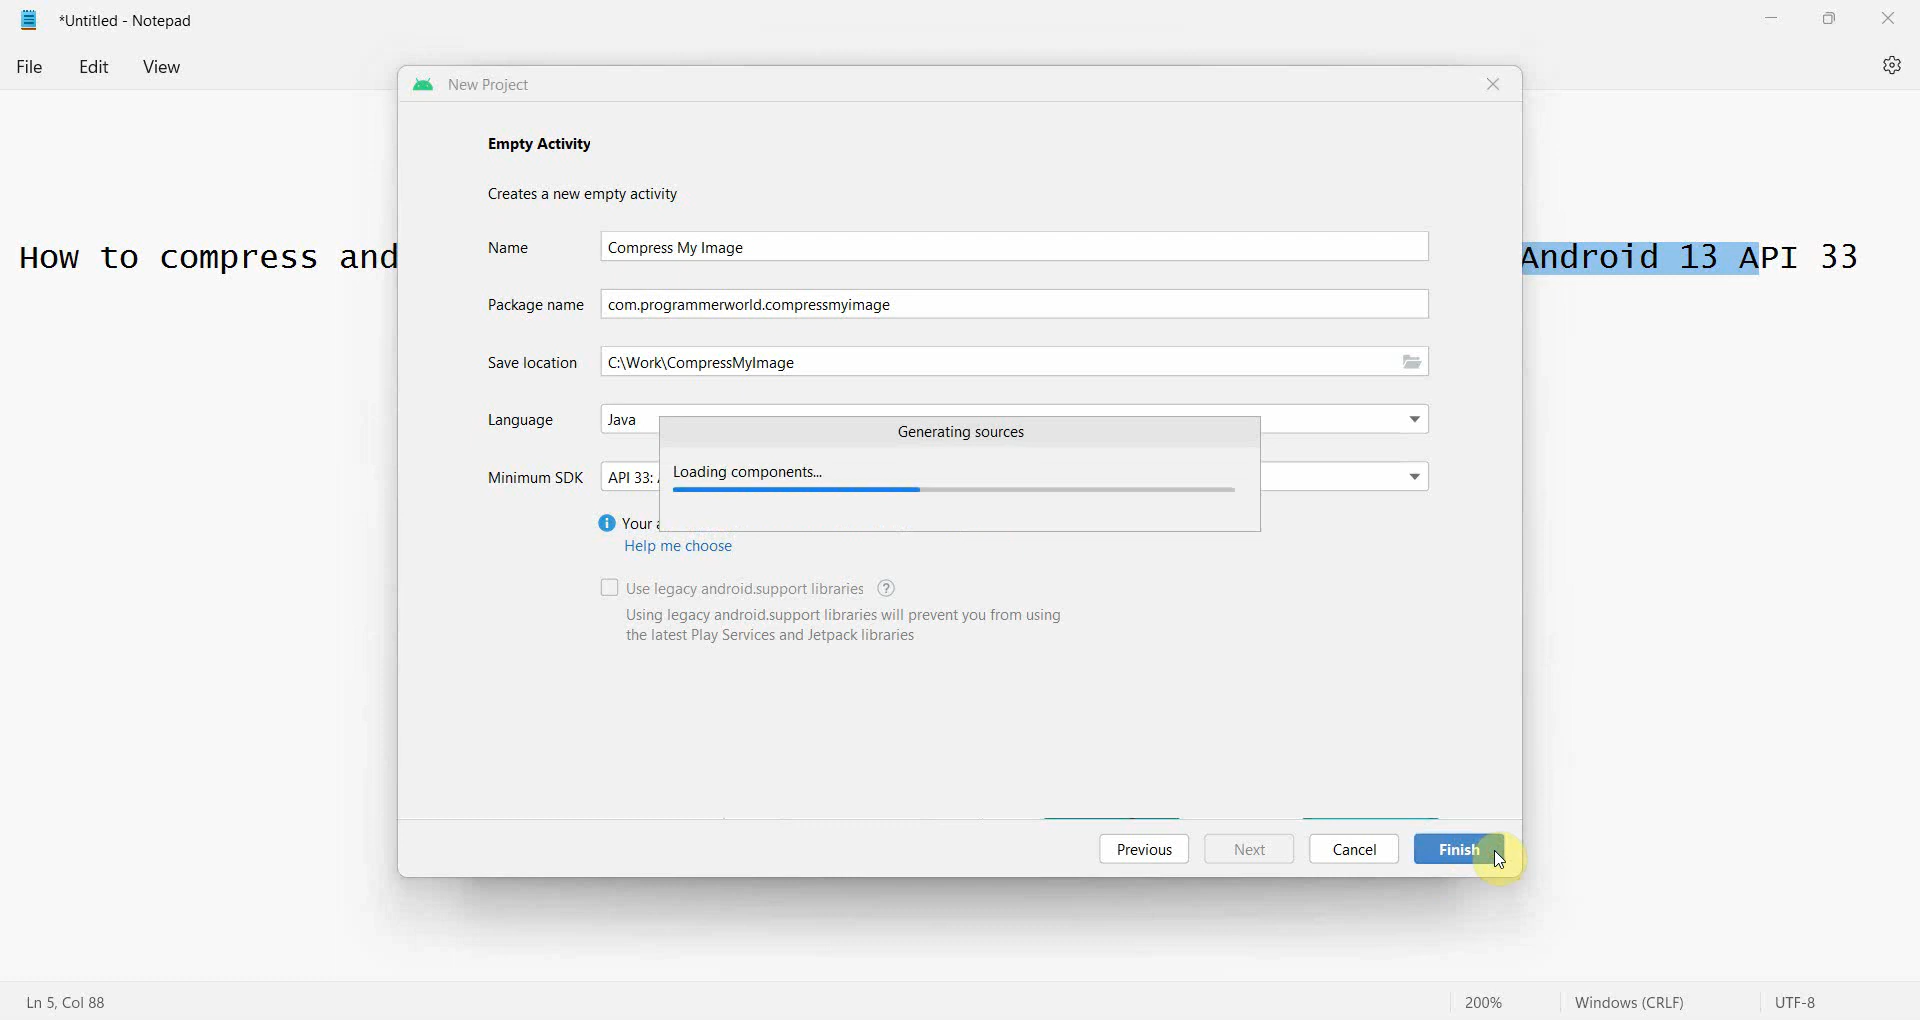 *Untitled - Notepad
File Edit View
New Project
Empty Activity
Creates a new empty activity
How to compress and
Android 13 API 33
Name Compress My Image
Package name com.programmerworld.compressmyimage
Save location C:\Work\CompressMyImage
Language Java
Generating sources
Loading components...
Minimum SDK API 33:
Your
Help me choose
Use legacy android.support libraries ?
Using legacy android.support libraries will prevent you from using
the latest Play Services and Jetpack libraries
Previous Next Cancel Finish
Ln 5, Col 88 200% Windows (CRLF) UTF-8